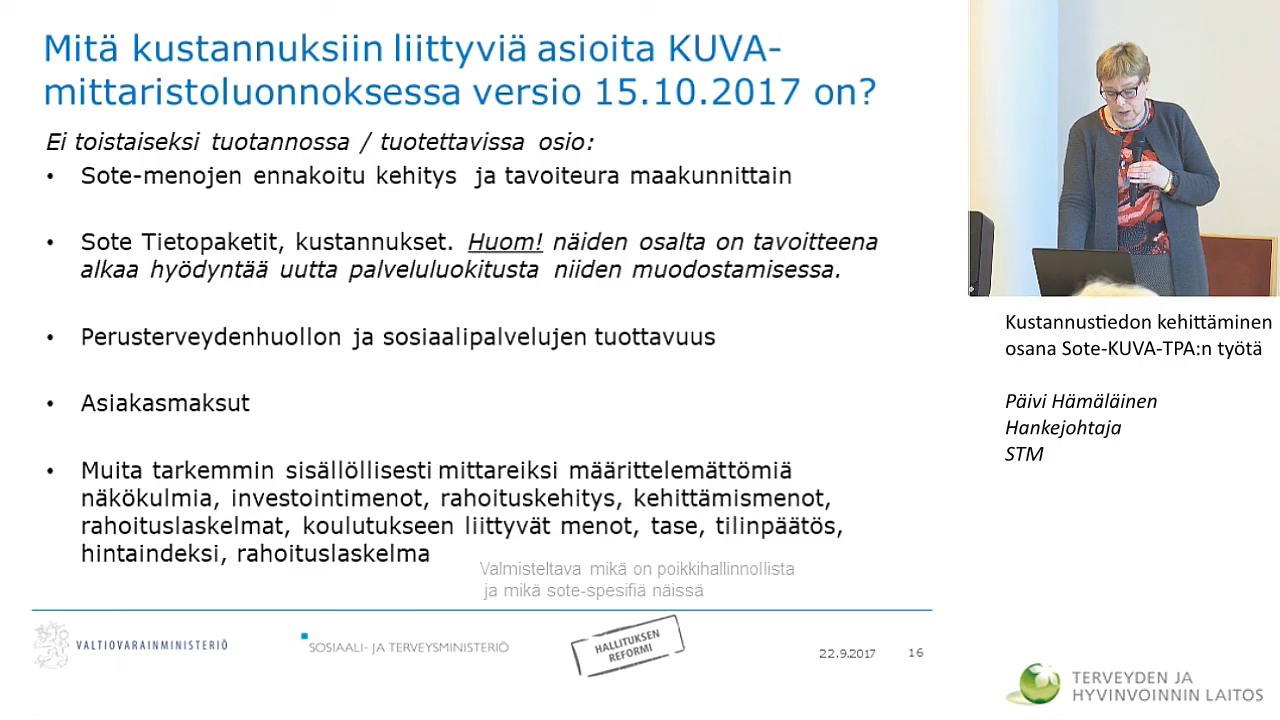 Mitä kustannuksiin liittyviä asioita KUVA-
mittaristoluonnoksessa versio 15.10.2017 on?
Ei toistaiseksi tuotannossa / tuotettavissa osio:
• Sote-menojen ennakoitu kehitys ja tavoiteura maakunnittain
• Sote Tietopaketit, kustannukset. Huom! näiden osalta on tavoitteena
alkaa hyödyntää uutta palveluluokitusta niiden muodostamisessa.
• Perusterveydenhuollon ja sosiaalipalvelujen tuottavuus
• Asiakasmaksut
• Muita tarkemmin sisällöllisesti mittareiksi määrittelemättömiä
näkökulmia, investointimenot, rahoituskehitys, kehittämismenot,
rahoituslaskelmat, koulutukseen liittyvät menot, tase, tilinpäätös,
hintaindeksi, rahoituslaskelma
Valmisteltava mikä on poikkihallinnollista
ja mikä sote-spesifiä näissä
VALTIOVARAINMINISTERIÖ
SOSIAALI- JA TERVEYSMINISTERIÖ
HALLITUKSEN
REFORMI
22.9.2017 16
Kustannustiedon kehittäminen
osana Sote-KUVA-TPA:n työtä
Päivi Hämäläinen
Hankejohtaja
STM
TERVEYDEN JA
HYVINVOINNIN LAITOS